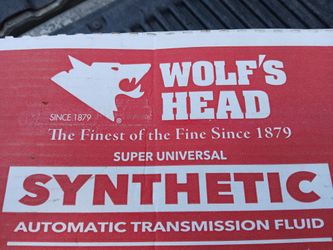 WOLF'S
HEAD
SINCE 1879
The Finest of the Fine Since 1879
SUPER UNIVERSAL
SYNTHETIC
AUTOMATIC TRANSMISSION FLUID